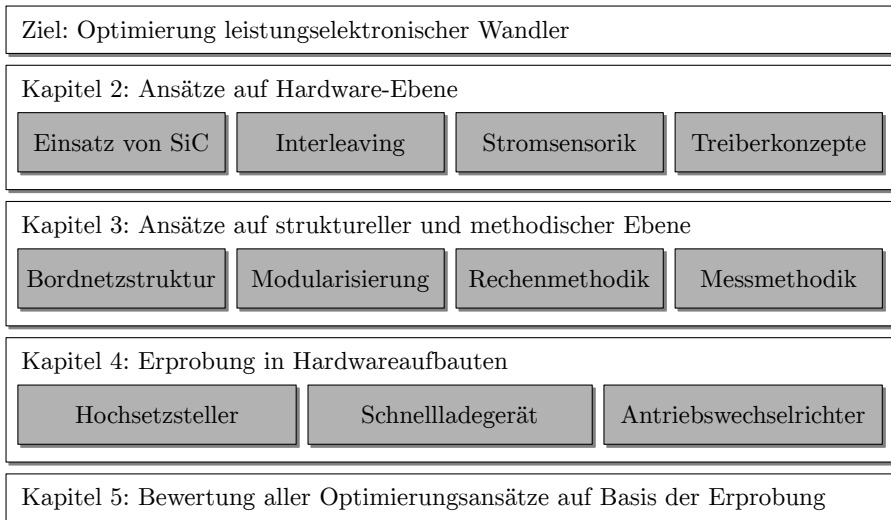 Ziel: Optimierung leistungselektronischer Wandler
Kapitel 2: Ansätze auf Hardware-Ebene
Einsatz von SiC
Interleaving
Stromsensorik
Treiberkonzepte
Kapitel 3: Ansätze auf struktureller und methodischer Ebene
Bordnetzstruktur
Modularisierung
Rechenmethodik
Messmethodik
Kapitel 4: Erprobung in Hardwareaufbauten
Hochsetzsteller
Schnellladegerät
Antriebswechselrichter
Kapitel 5: Bewertung aller Optimierungsansätze auf Basis der Erprobung